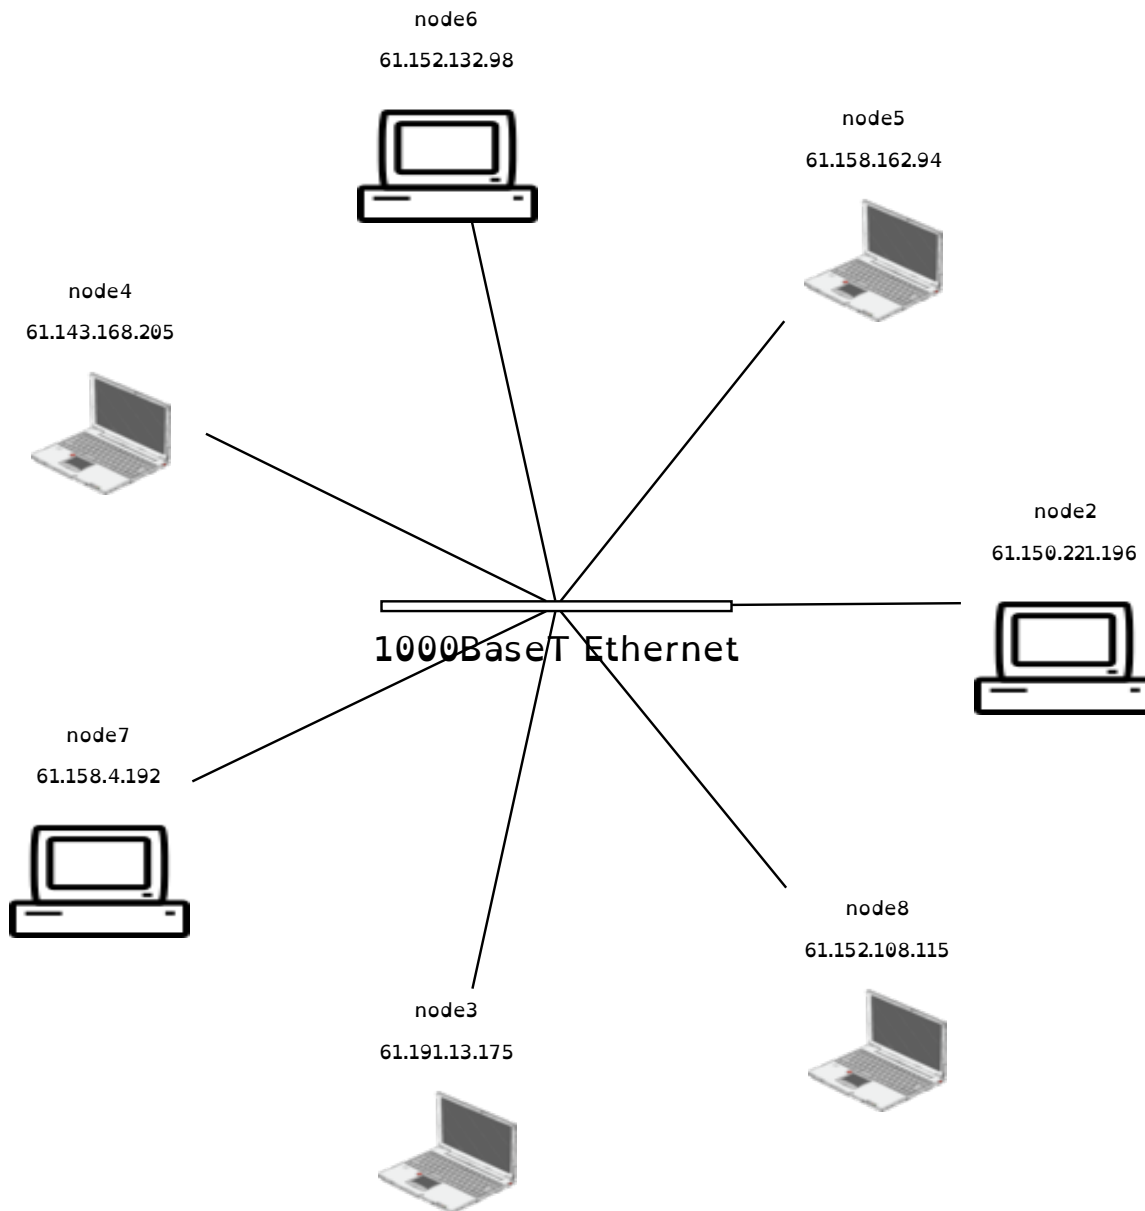 node6
61.152.132.98
node5
61.158.162.94
node4
61.143.168.205
node2
61.150.221.196
1000BaseT Ethernet
node7
61.158.4.192
node8
61.152.108.115
node3
61.191.13.175